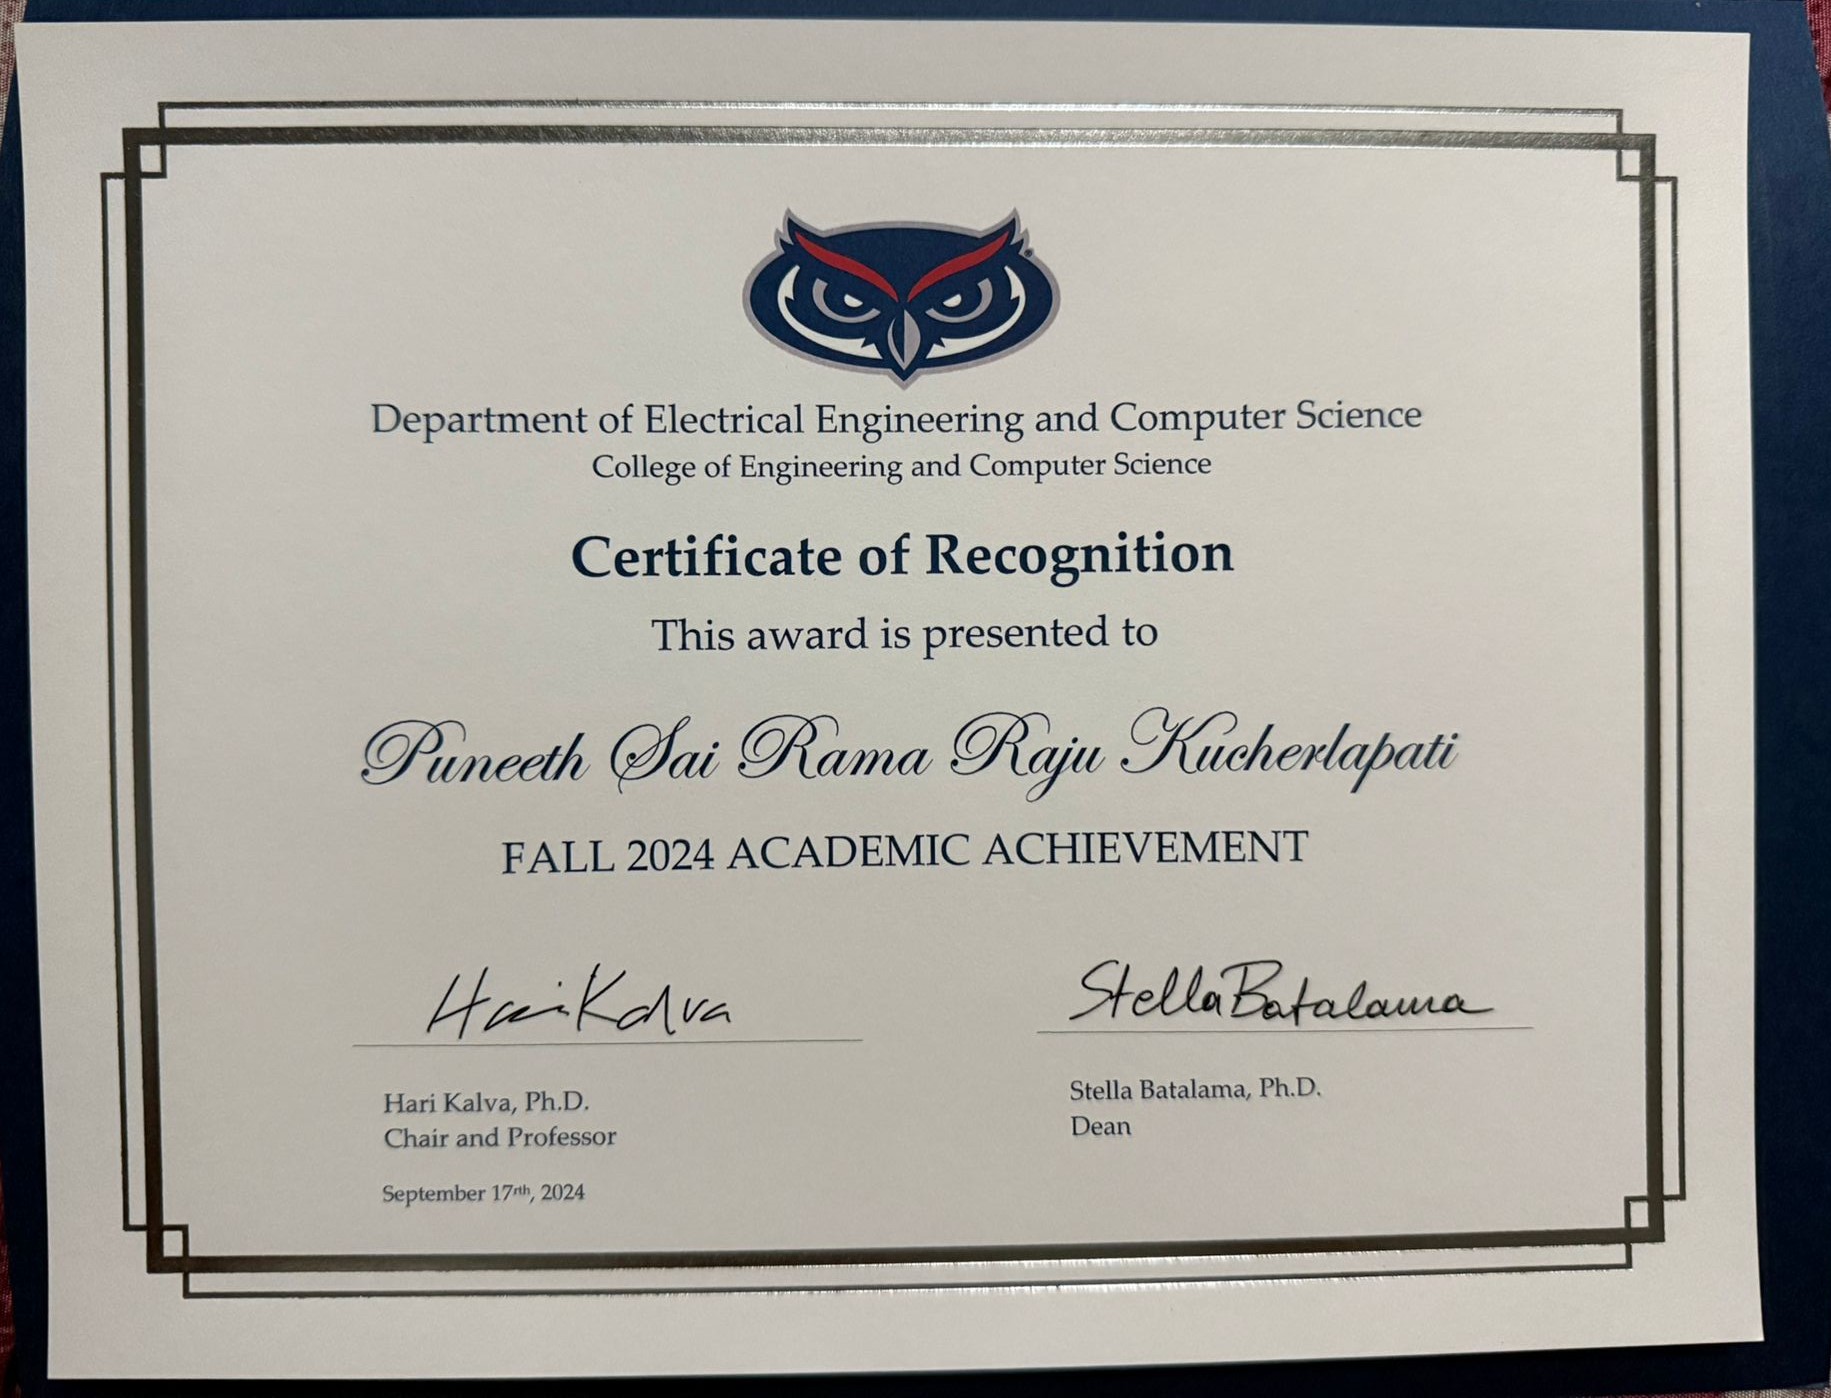 Department of Electrical Engineering and Computer Science
College of Engineering and Computer Science
Certificate of Recognition
This award is presented to
Puneeth Sai Rama Raju Kucherlapati
FALL 2024 ACADEMIC ACHIEVEMENT
Hari Kalva
Stella Batalama
Hari Kalva, Ph.D.
Chair and Professor
September 17rth, 2024
Stella Batalama, Ph.D.
Dean